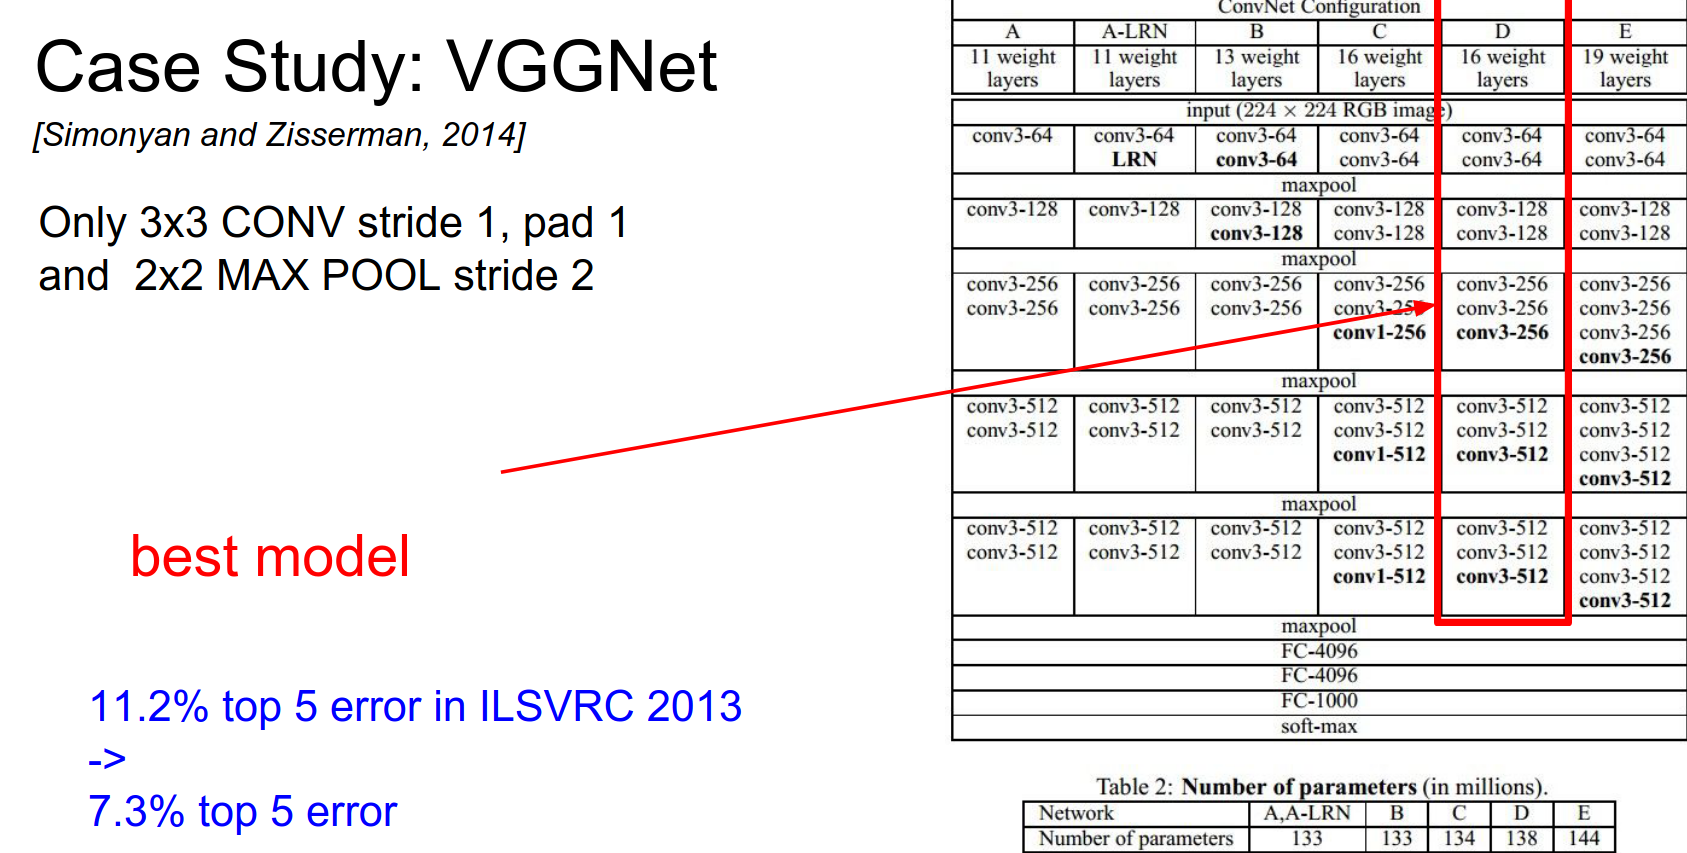 Case Study: VGGNet
[Simonyan and Zisserman, 2014]
Only 3x3 CONV stride 1, pad 1
and 2x2 MAX POOL stride 2
best model
11.2% top 5 error in ILSVRC 2013
->
7.3% top 5 error
ConvNet Configuration
A A-LRN B C D E
11 weight 11 weight 13 weight 16 weight 16 weight 19 weight
layers layers layers layers layers layers
input (224 × 224 RGB image)
conv3-64 conv3-64 conv3-64 conv3-64 conv3-64 conv3-64
LRN conv3-64 conv3-64 conv3-64 conv3-64
maxpool
conv3-128 conv3-128 conv3-128 conv3-128 conv3-128 conv3-128
conv3-128 conv3-128 conv3-128 conv3-128
maxpool
conv3-256 conv3-256 conv3-256 conv3-256 conv3-256 conv3-256
conv3-256 conv3-256 conv3-256 conv3-256 conv3-256 conv3-256
conv1-256 conv3-256 conv3-256
conv3-256
maxpool
conv3-512 conv3-512 conv3-512 conv3-512 conv3-512 conv3-512
conv3-512 conv3-512 conv3-512 conv3-512 conv3-512 conv3-512
conv1-512 conv3-512 conv3-512
conv3-512
maxpool
conv3-512 conv3-512 conv3-512 conv3-512 conv3-512 conv3-512
conv3-512 conv3-512 conv3-512 conv3-512 conv3-512 conv3-512
conv1-512 conv3-512 conv3-512
conv3-512
maxpool
FC-4096
FC-4096
FC-1000
soft-max
Table 2: Number of parameters (in millions).
Network A,A-LRN B C D E
Number of parameters 133 133 134 138 144